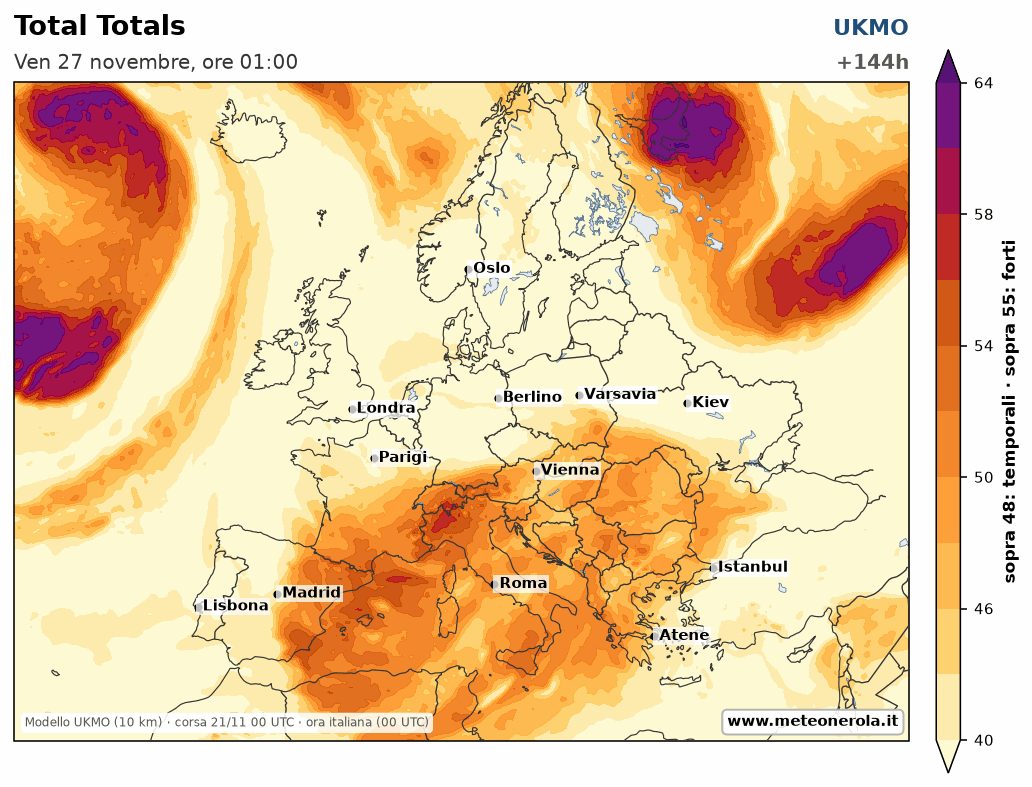 Total Totals
UKMO
Ven 27 novembre, ore 01:00
+144h
Oslo
Londra
Berlino
Varsavia
Kiev
Parigi
Vienna
Istanbul
Roma
Madrid
Lisbona
Atene
Modello UKMO (10 km) · corsa 21/11 00 UTC · ora italiana (00 UTC)
www.meteonerola.it
64
58
54
50
46
40
sopra 48: temporali · sopra 55: forti